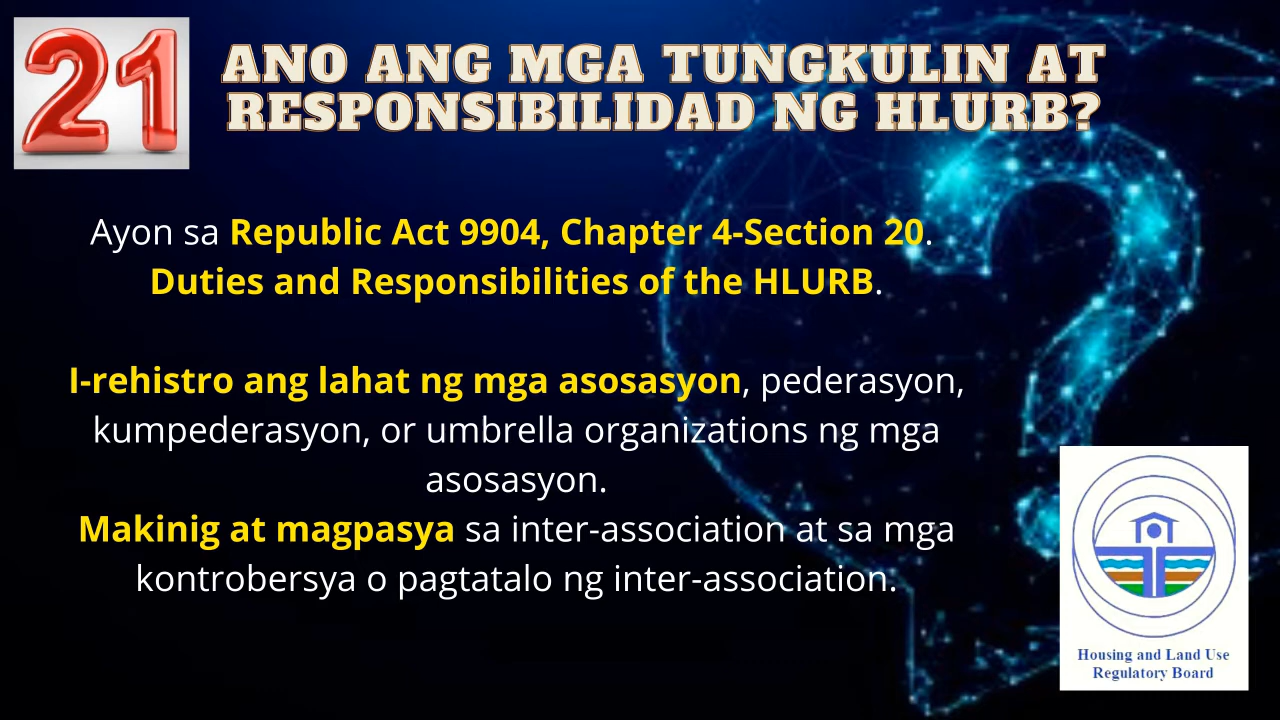 21
ANO ANG MGA TUNGKULIN AT
RESPONSIBILIDAD NG HLURB?
Ayon sa Republic Act 9904, Chapter 4-Section 20.
Duties and Responsibilities of the HLURB.
I-rehistro ang lahat ng mga asosasyon, pederasyon,
kumpederasyon, or umbrella organizations ng mga
asosasyon.
Makinig at magpasya sa inter-association at sa mga
kontrobersya o pagtatalo ng inter-association.
Housing and Land Use
Regulatory Board